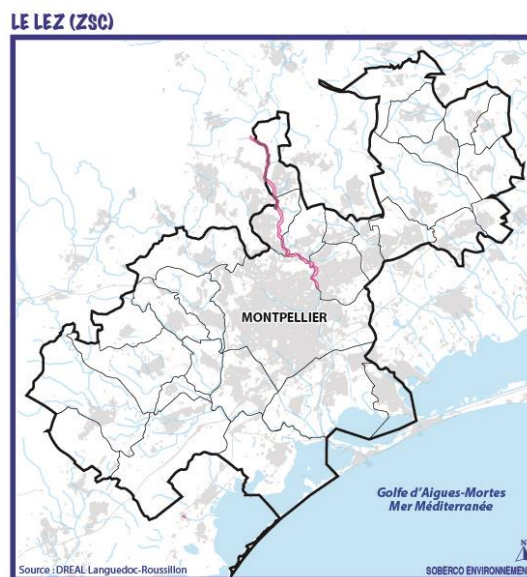 LE LEZ (ZSC)
MONTPELLIER
Golfe d'Aigues-Mortes
Mer Méditerranée
N
Source : DREAL Languedoc-Roussillon
SOBERCO ENVIRONNEMENT